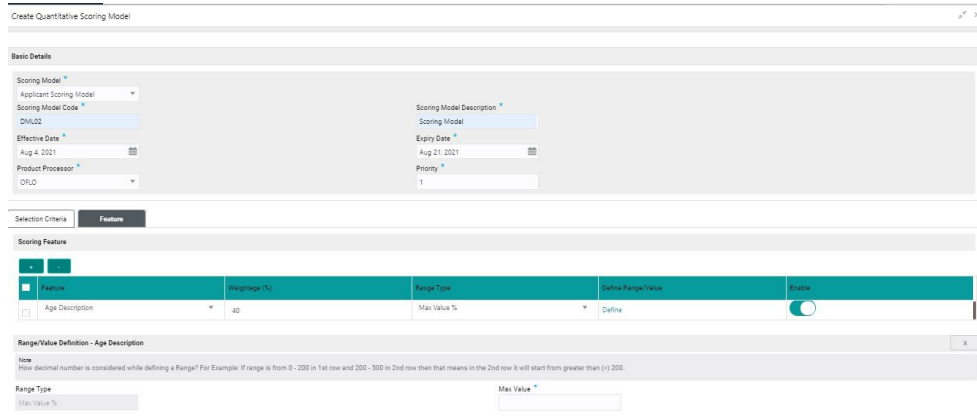 Create Quantitative Scoring Model
Basic Details
Scoring Model *
Applicant Scoring Model
Scoring Model Code * Scoring Model Description *
DML02 Scoring Model
Effective Date * Expiry Date *
Aug 4, 2021 Aug 21, 2021
Product Processor * Priority *
OFLO 1
Selection Criteria Feature
Scoring Feature
+ -
Feature Weightage (%) Range Type Define Range/Value Enable
Age Description 40 Max Value % Define
Range/Value Definition - Age Description x
Note
How decimal number is considered while defining a Range? For Example: If range is from 0 - 200 in 1st row and 200 - 500 in 2nd row then that means in the 2nd row it will start from greater than (>) 200.
Range Type Max Value *
Max Value %